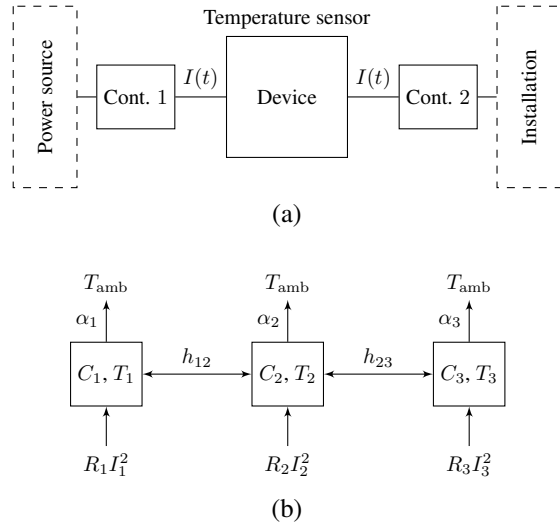 Temperature sensor
Power source
Cont. 1
I(t)
Device
I(t)
Cont. 2
Installation
(a)
T_amb T_amb T_amb
α_1 α_2 α_3
h_12 h_23
C_1, T_1 C_2, T_2 C_3, T_3
R_1I_1^2 R_2I_2^2 R_3I_3^2
(b)